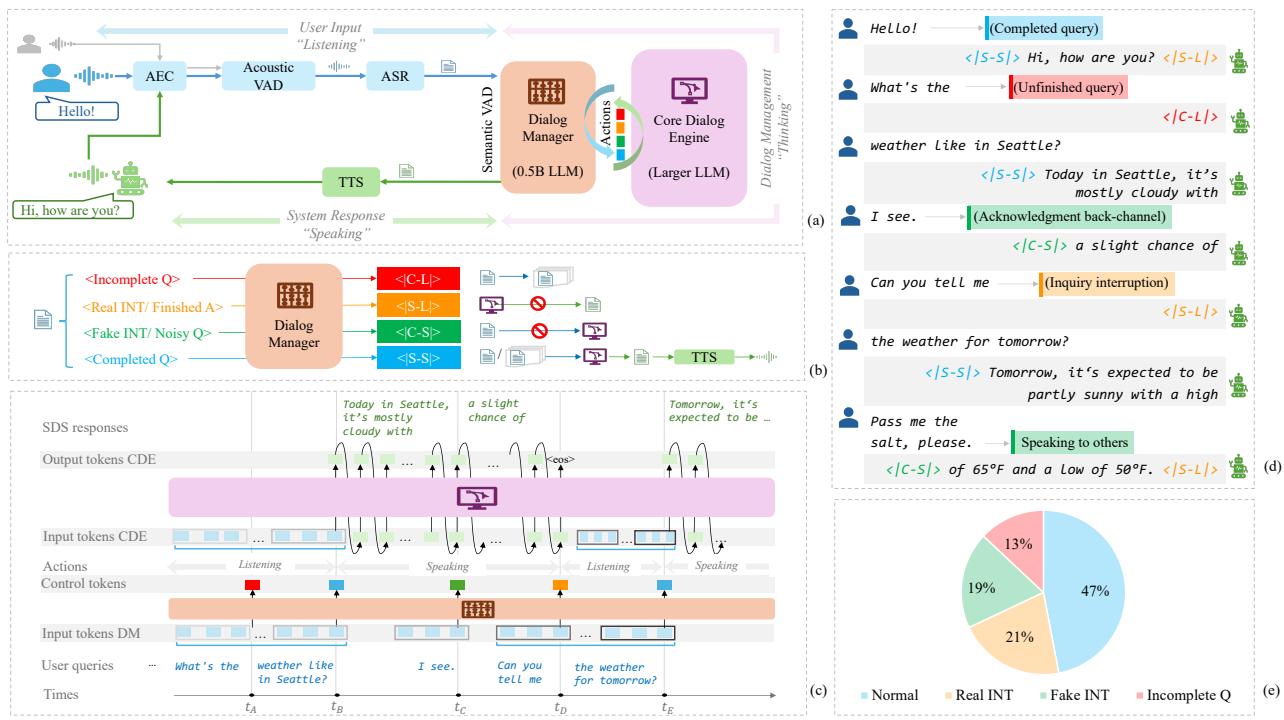 User Input
“Listening”
AEC
Acoustic
VAD
ASR
Hello!
Semantic VAD
Dialog
Manager
(0.5B LLM)
Actions
Core Dialog
Engine
(Larger LLM)
Dialog Management
“Thinking”
TTS
Hi, how are you?
System Response
“Speaking”
(a)
<Incomplete Q>
<Real INT/ Finished A>
<Fake INT/ Noisy Q>
<Completed Q>
Dialog
Manager
<|C-L|>
<|S-L|>
<|C-S|>
<|S-S|>
/
TTS
(b)
SDS responses
Today in Seattle,
it’s mostly
cloudy with
a slight
chance of
Tomorrow, it‘s
expected to be …
Output tokens CDE
...
...
<eos>
Input tokens CDE
...
...
...
...
...
Actions
Listening
Speaking
Listening
Speaking
Control tokens
Input tokens DM
...
...
User queries
...
What’s the
weather like
in Seattle?
I see.
Can you
tell me
the weather
for tomorrow?
Times
tA
tB
tC
tD
tE
(c)
Hello!
(Completed query)
<|S-S|> Hi, how are you? <|S-L|>
What's the
(Unfinished query)
<|C-L|>
weather like in Seattle?
<|S-S|> Today in Seattle, it’s
mostly cloudy with
I see.
(Acknowledgment back-channel)
<|C-S|> a slight chance of
Can you tell me
(Inquiry interruption)
<|S-L|>
the weather for tomorrow?
<|S-S|> Tomorrow, it‘s expected to be
partly sunny with a high
Pass me the
salt, please.
Speaking to others
<|C-S|> of 65°F and a low of 50°F. <|S-L|>
(d)
13%
47%
19%
21%
Normal
Real INT
Fake INT
Incomplete Q
(e)